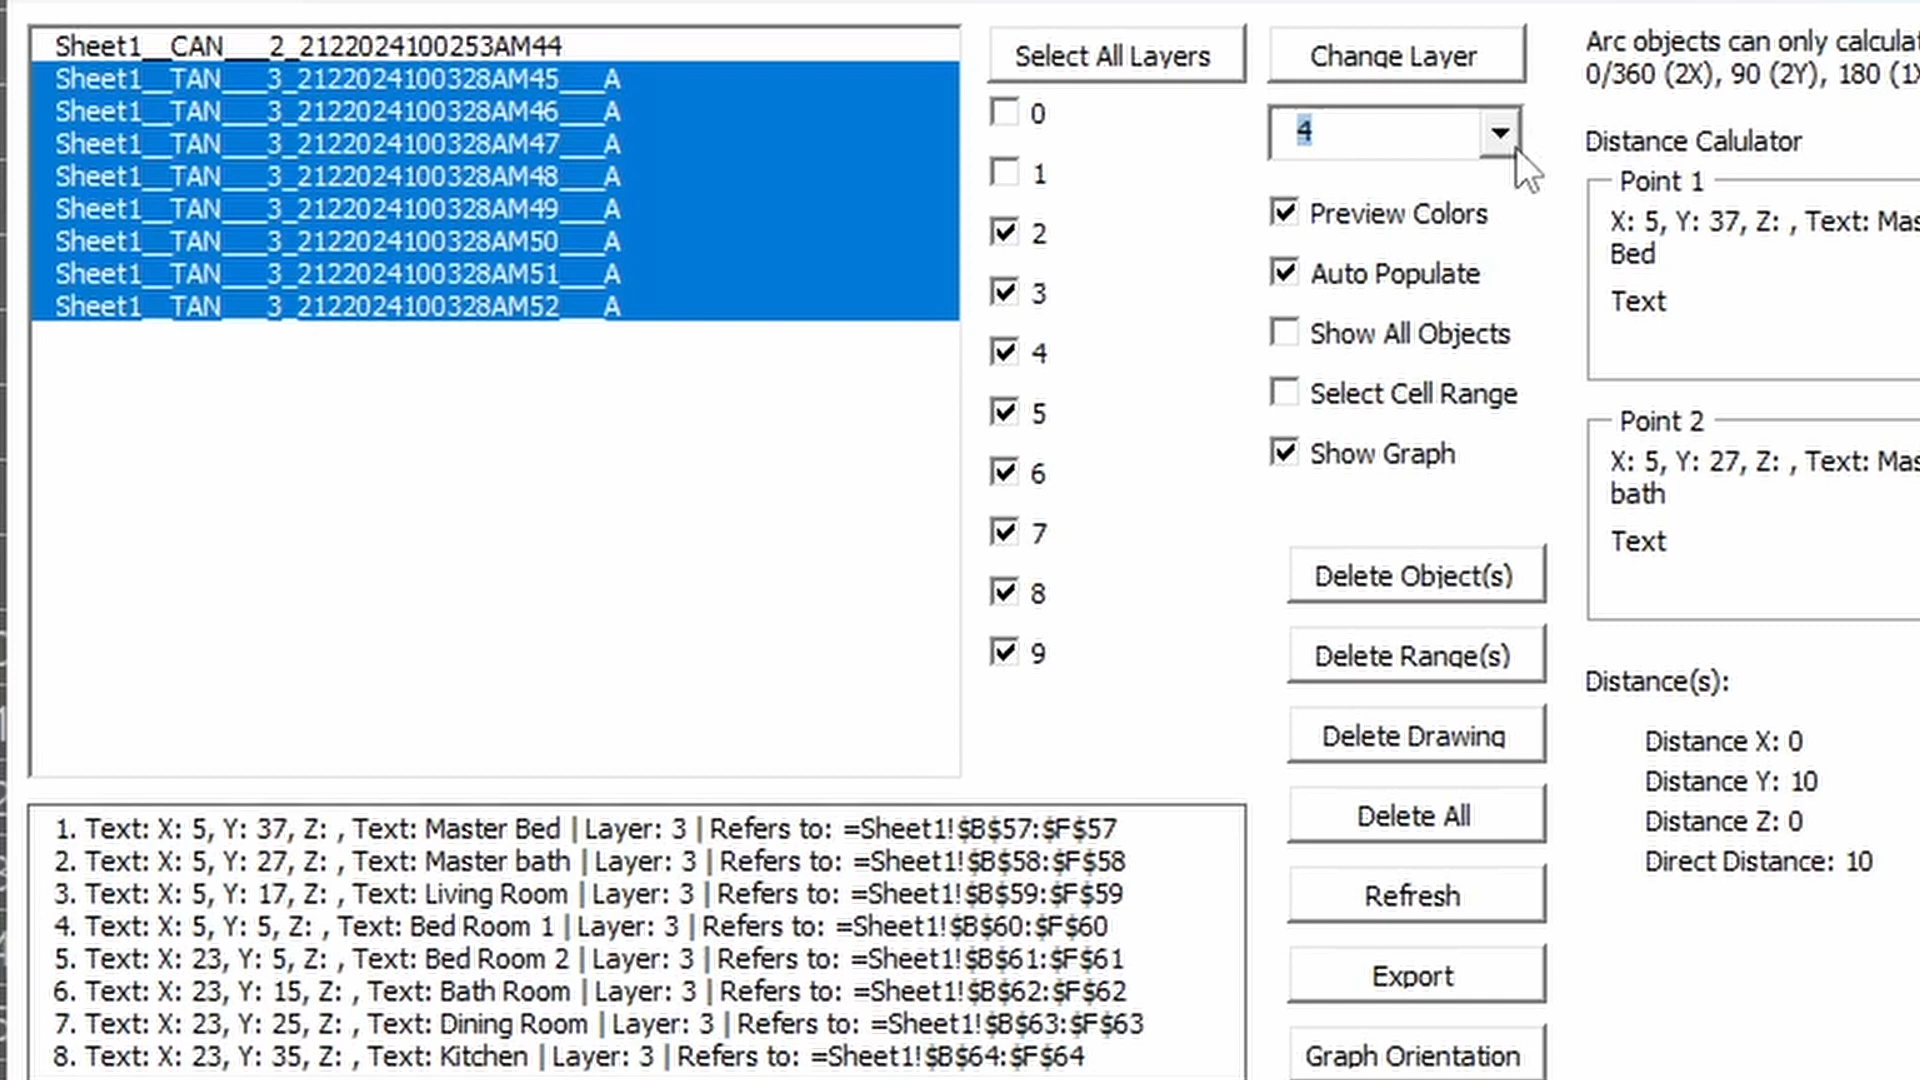 Sheet1__CAN___2_2122024100253AM44
Sheet1__TAN___3_2122024100328AM45___A
Sheet1__TAN___3_2122024100328AM46___A
Sheet1__TAN___3_2122024100328AM47___A
Sheet1__TAN___3_2122024100328AM48___A
Sheet1__TAN___3_2122024100328AM49___A
Sheet1__TAN___3_2122024100328AM50___A
Sheet1__TAN___3_2122024100328AM51___A
Sheet1__TAN___3_2122024100328AM52___A
Select All Layers
0
1
2
3
4
5
6
7
8
9
Change Layer
4
Preview Colors
Auto Populate
Show All Objects
Select Cell Range
Show Graph
Delete Object(s)
Delete Range(s)
Delete Drawing
Delete All
Refresh
Export
Graph Orientation
Arc objects can only calculat
0/360 (2X), 90 (2Y), 180 (1X
Distance Calulator
Point 1
X: 5, Y: 37, Z: , Text: Mas
Bed
Text
Point 2
X: 5, Y: 27, Z: , Text: Mas
bath
Text
Distance(s):
Distance X: 0
Distance Y: 10
Distance Z: 0
Direct Distance: 10
1. Text: X: 5, Y: 37, Z: , Text: Master Bed | Layer: 3 | Refers to: =Sheet1!$B$57:$F$57
2. Text: X: 5, Y: 27, Z: , Text: Master bath | Layer: 3 | Refers to: =Sheet1!$B$58:$F$58
3. Text: X: 5, Y: 17, Z: , Text: Living Room | Layer: 3 | Refers to: =Sheet1!$B$59:$F$59
4. Text: X: 5, Y: 5, Z: , Text: Bed Room 1 | Layer: 3 | Refers to: =Sheet1!$B$60:$F$60
5. Text: X: 23, Y: 5, Z: , Text: Bed Room 2 | Layer: 3 | Refers to: =Sheet1!$B$61:$F$61
6. Text: X: 23, Y: 15, Z: , Text: Bath Room | Layer: 3 | Refers to: =Sheet1!$B$62:$F$62
7. Text: X: 23, Y: 25, Z: , Text: Dining Room | Layer: 3 | Refers to: =Sheet1!$B$63:$F$63
8. Text: X: 23, Y: 35, Z: , Text: Kitchen | Layer: 3 | Refers to: =Sheet1!$B$64:$F$64